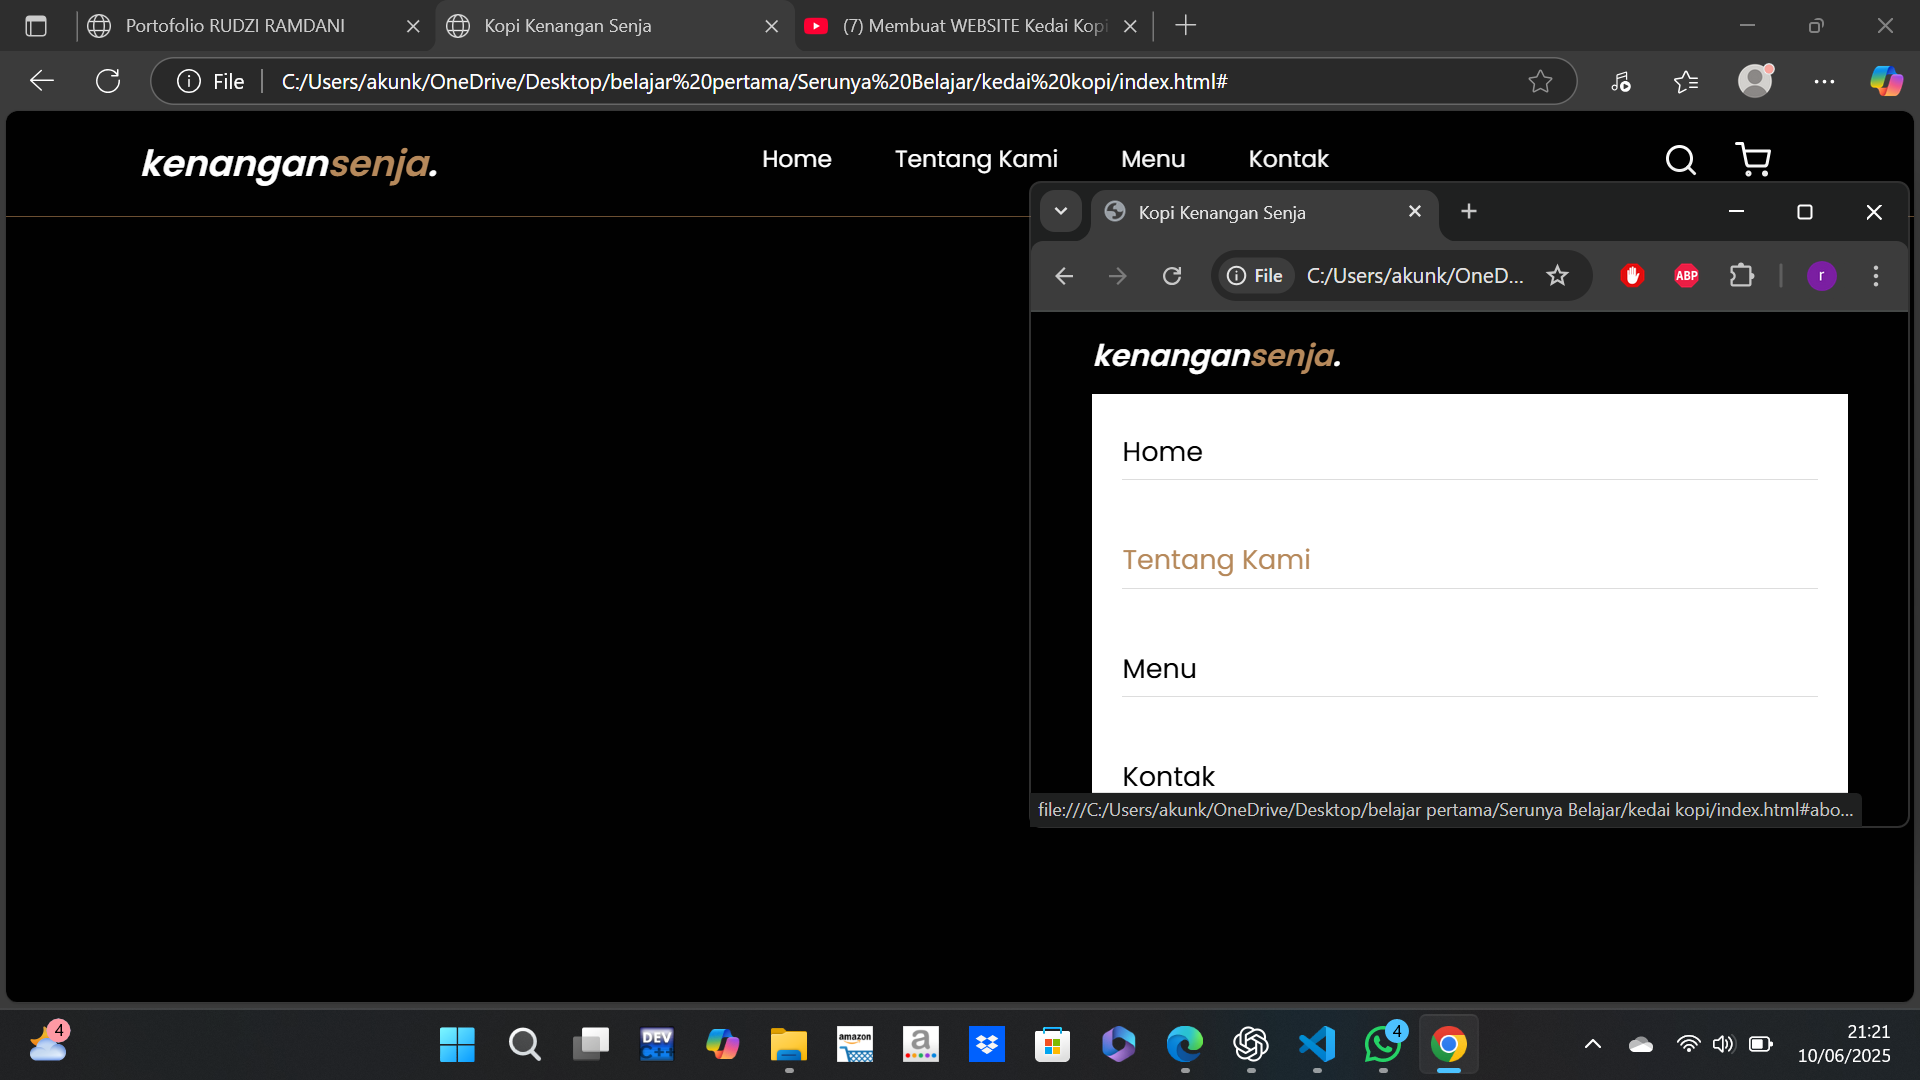 Portofolio RUDZI RAMDANI
Kopi Kenangan Senja
(7) Membuat WEBSITE Kedai Kopi
File
C:/Users/akunk/OneDrive/Desktop/belajar%20pertama/Serunya%20Belajar/kedai%20kopi/index.html#
kenangansenja.
Home
Tentang Kami
Menu
Kontak
Kopi Kenangan Senja
File
C:/Users/akunk/OneD...
ABP
r
kenangansenja.
Home
Tentang Kami
Menu
Kontak
file:///C:/Users/akunk/OneDrive/Desktop/belajar pertama/Serunya Belajar/kedai kopi/index.html#abo...
4
DEV
C++
amazon
a
4
21:21
10/06/2025